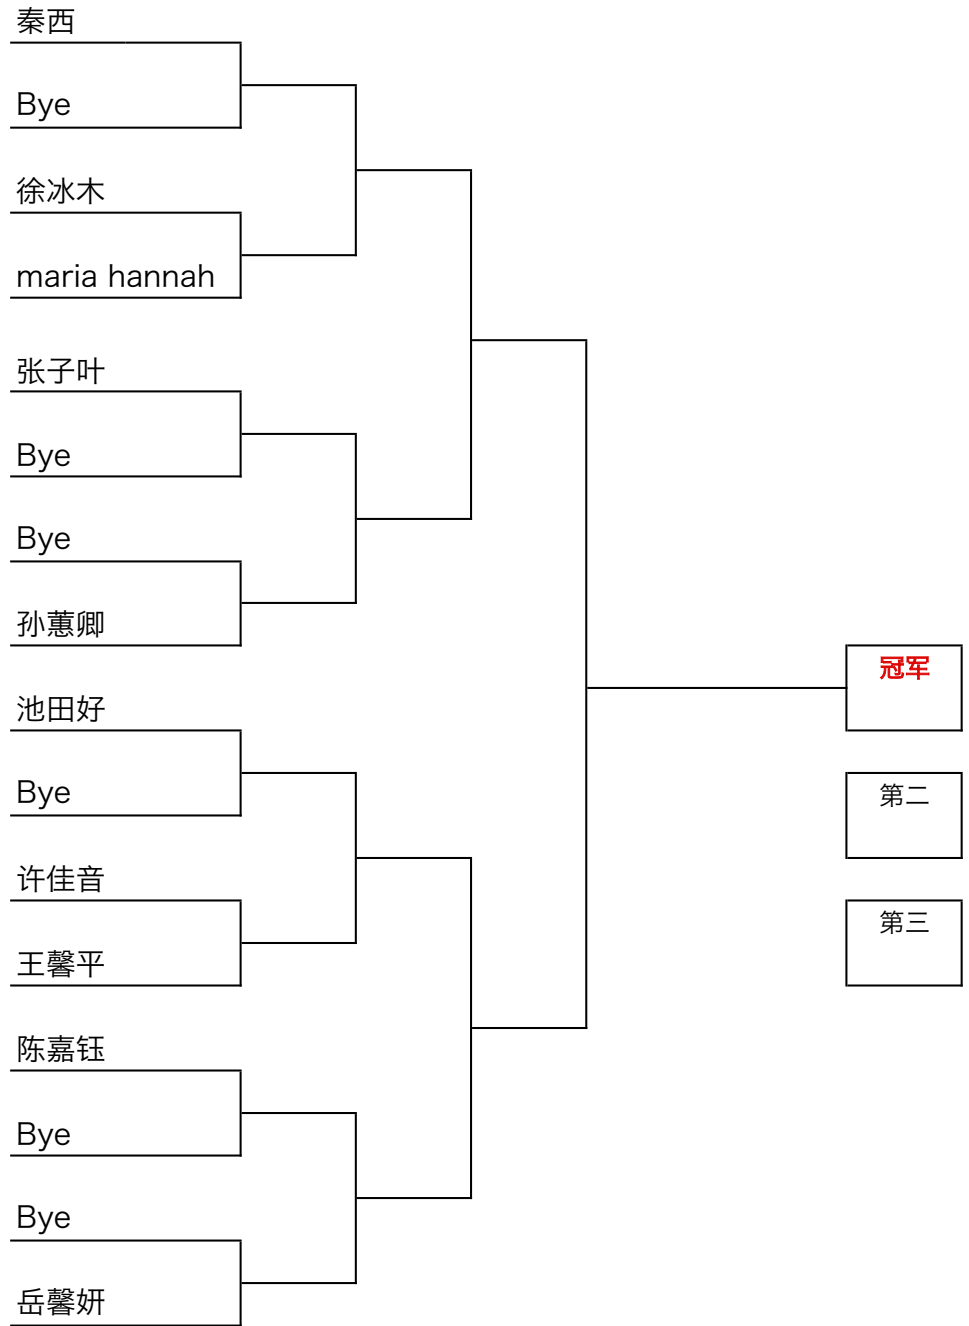 秦西
Bye
徐冰木
maria hannah
张子叶
Bye
Bye
孙蕙卿
池田好
Bye
许佳音
王馨平
陈嘉钰
Bye
Bye
岳馨妍
冠军
第二
第三